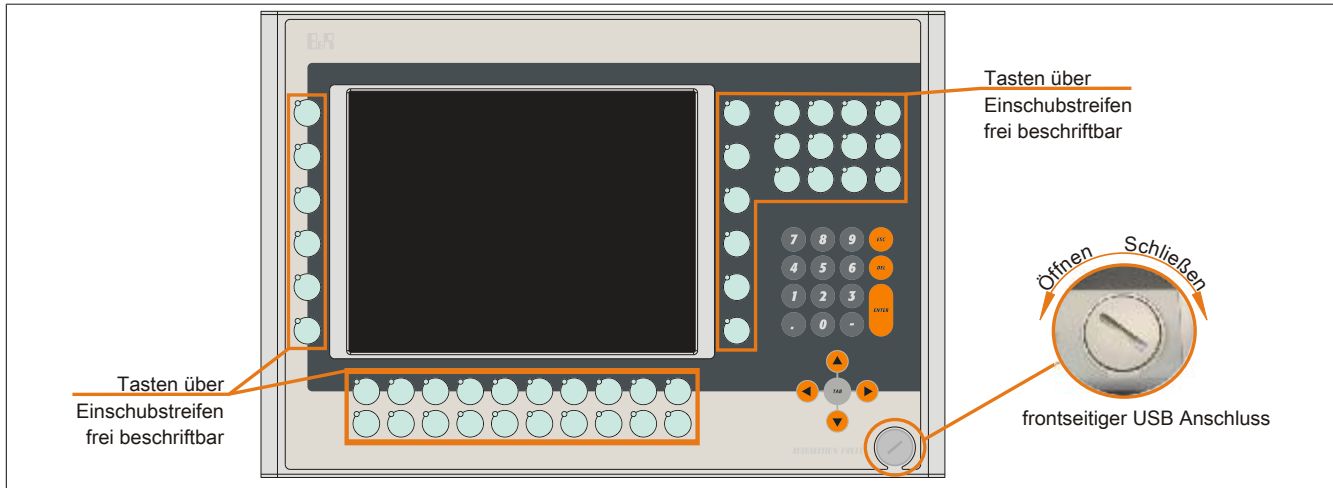 B&R
Tasten über
Einschubstreifen
frei beschriftbar
7 8 9 ESC
4 5 6 DEL
1 2 3
ENTER
. 0 -
TAB
Öffnen Schließen
Tasten über
Einschubstreifen
frei beschriftbar
frontseitiger USB Anschluss